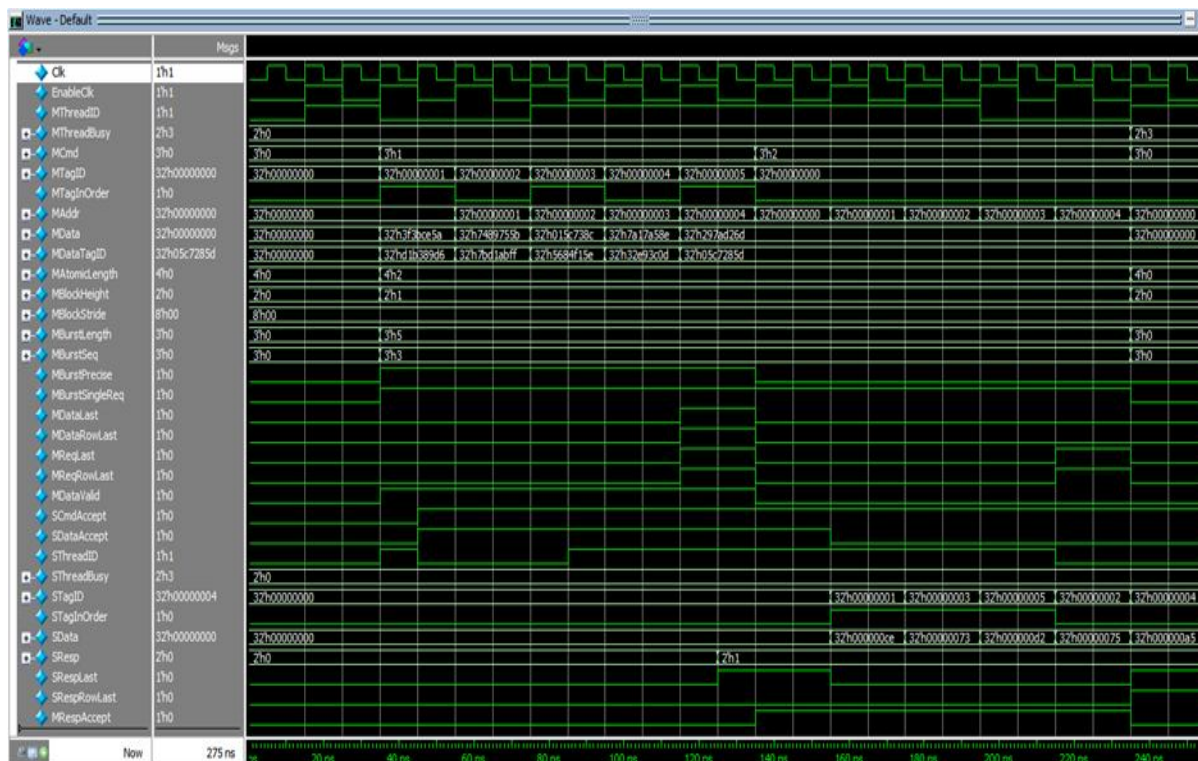 Wave - Default
Msgs
Clk 1'h1
EnableClk 1'h1
MThreadID 1'h1
MThreadBusy 2'h3 2'h0 2'h3
MCmd 3'h0 3'h0 3'h1 3'h2 3'h0
MTagID 32'h00000000 32'h00000000 32'h00000001 32'h00000002 32'h00000003 32'h00000004 32'h00000005 32'h00000000
MTagInOrder 1'h0
MAddr 32'h00000000 32'h00000000 32'h00000001 32'h00000002 32'h00000003 32'h00000004 32'h00000000 32'h00000001 32'h00000002 32'h00000003 32'h00000004 32'h00000000
MData 32'h00000000 32'h00000000 32'h3f3bce5a 32'h7489755b 32'h015c738c 32'h7a17a58e 32'h297ad26d 32'h00000000
MDataTagID 32'h05c7285d 32'h00000000 32'hd1b389d6 32'h7bd1abff 32'h5684f15e 32'h32e93c0d 32'h05c7285d
MAtomicLength 4'h0 4'h0 4'h2 4'h0
MBlockHeight 2'h0 2'h0 2'h1 2'h0
MBlockStride 8'h00 8'h00
MBurstLength 3'h0 3'h0 3'h5 3'h0
MBurstSeq 3'h0 3'h0 3'h3 3'h0
MBurstPrecise 1'h0
MBurstSingleReq 1'h0
MDataLast 1'h0
MDataRowLast 1'h0
MReqLast 1'h0
MReqRowLast 1'h0
MDataValid 1'h0
SCmdAccept 1'h0
SDataAccept 1'h0
SThreadID 1'h1
SThreadBusy 2'h3 2'h0
STagID 32'h00000004 32'h00000000 32'h00000001 32'h00000003 32'h00000005 32'h00000002 32'h00000004
STagInOrder 1'h0
SData 32'h00000000 32'h00000000 32'h000000ce 32'h00000073 32'h000000d2 32'h00000075 32'h000000a5
SResp 2'h0 2'h0 2'h1
SRespLast 1'h0
SRespRowLast 1'h0
MRespAccept 1'h0
Now 275 ns 20 ns 40 ns 60 ns 80 ns 100 ns 120 ns 140 ns 160 ns 180 ns 200 ns 220 ns 240 ns